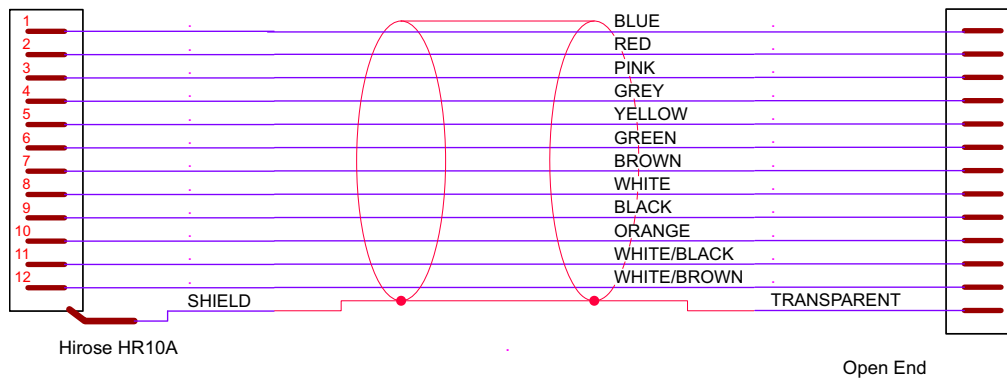 1 BLUE
2 RED
3 PINK
4 GREY
5 YELLOW
6 GREEN
7 BROWN
8 WHITE
9 BLACK
10 ORANGE
11 WHITE/BLACK
12 WHITE/BROWN
SHIELD TRANSPARENT
Hirose HR10A
Open End